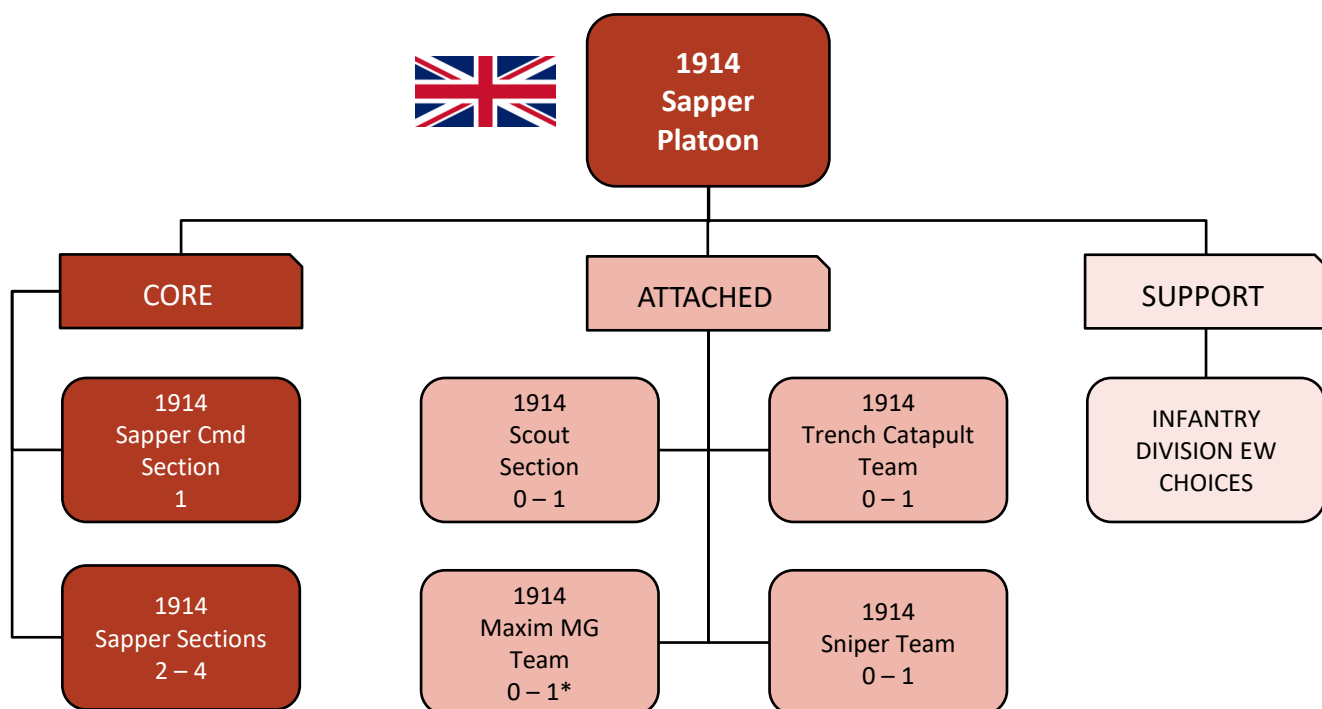 1914
Sapper
Platoon
CORE
ATTACHED
SUPPORT
1914
Sapper Cmd
Section
1
1914
Scout
Section
0 – 1
1914
Trench Catapult
Team
0 – 1
INFANTRY
DIVISION EW
CHOICES
1914
Sapper Sections
2 – 4
1914
Maxim MG
Team
0 – 1*
1914
Sniper Team
0 – 1